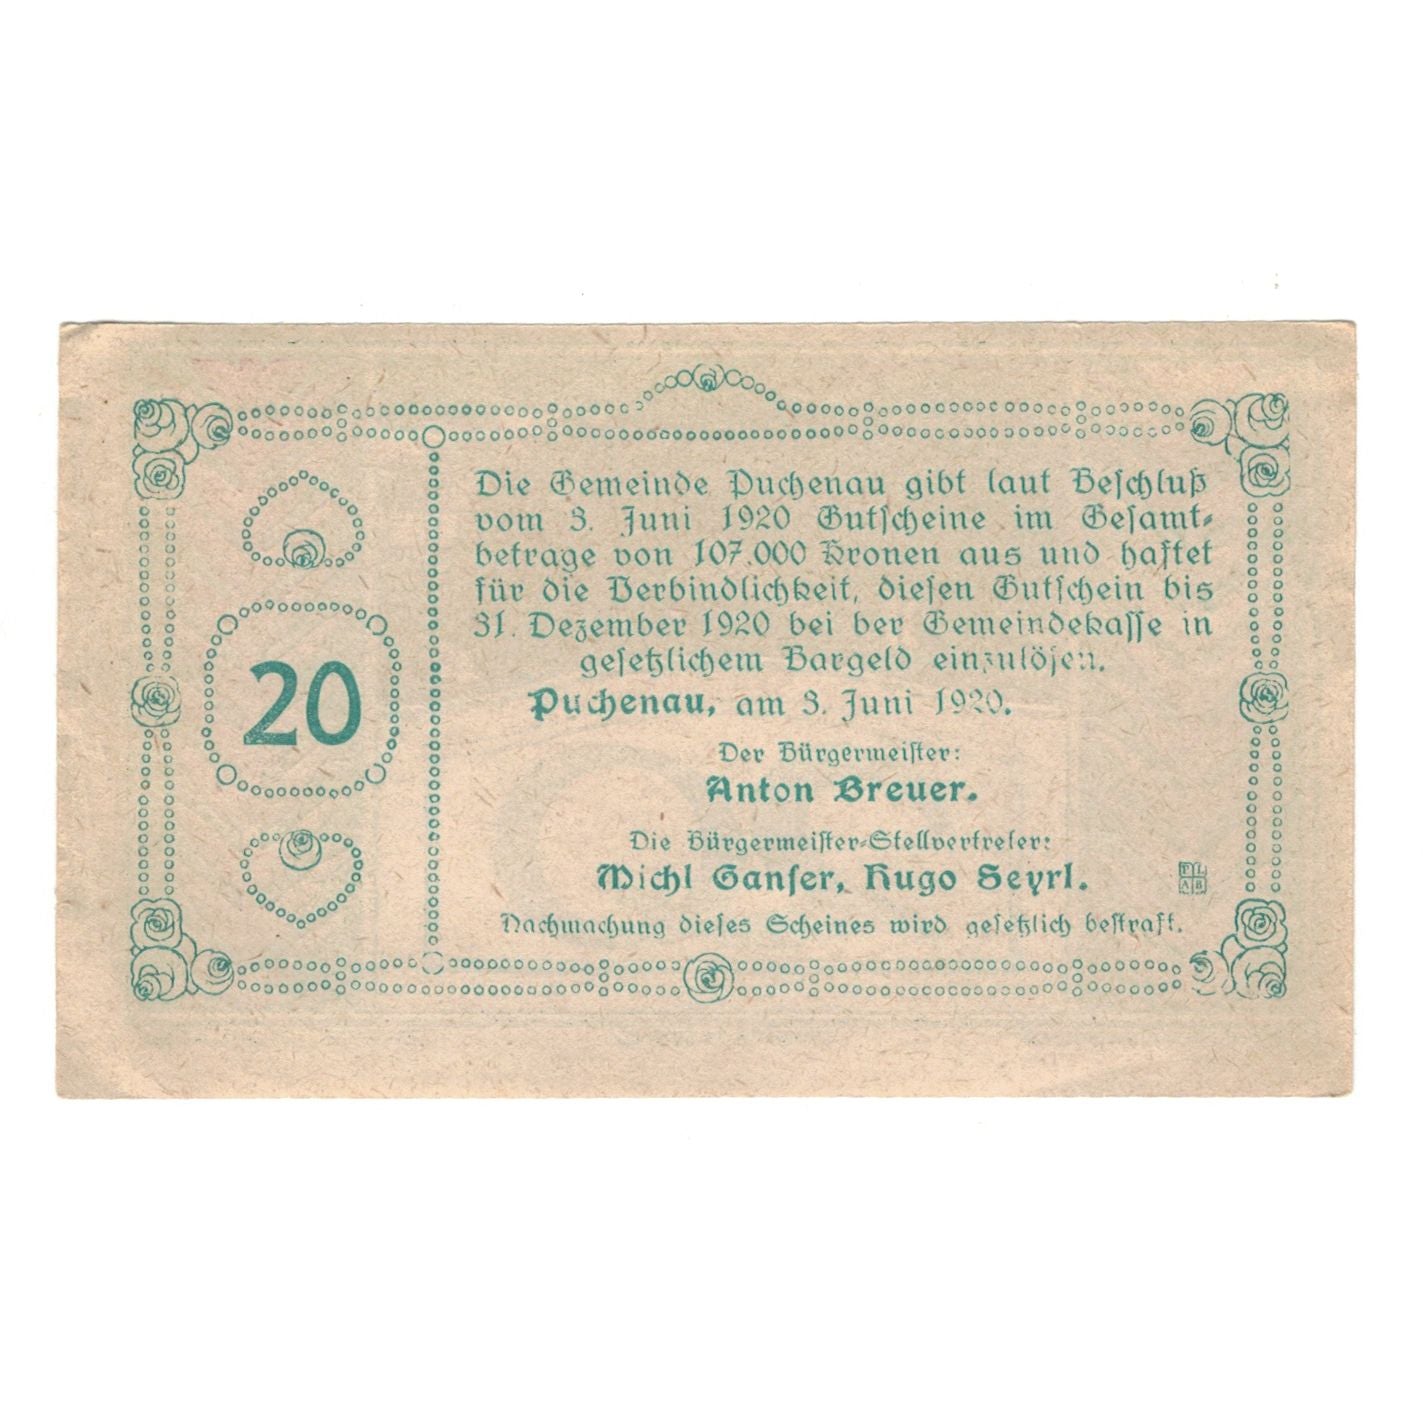 Die Gemeinde Puchenau gibt laut Beschluß
vom 3. Juni 1920 Gutscheine im Gesamt-
betrage von 107.000 Kronen aus und haftet
für die Verbindlichkeit, diesen Gutschein bis
31. Dezember 1920 bei ber Gemeindekasse in
gesetzlichem Bargeld einzulösen.
Puchenau, am 3. Juni 1920.
20
Der Bürgermeister:
Anton Breuer.
Die Bürgermeister-Stellvertreter:
Michl Ganser, Hugo Seyrl.
Nachmachung dieses Scheines wird gesetzlich bestraft.